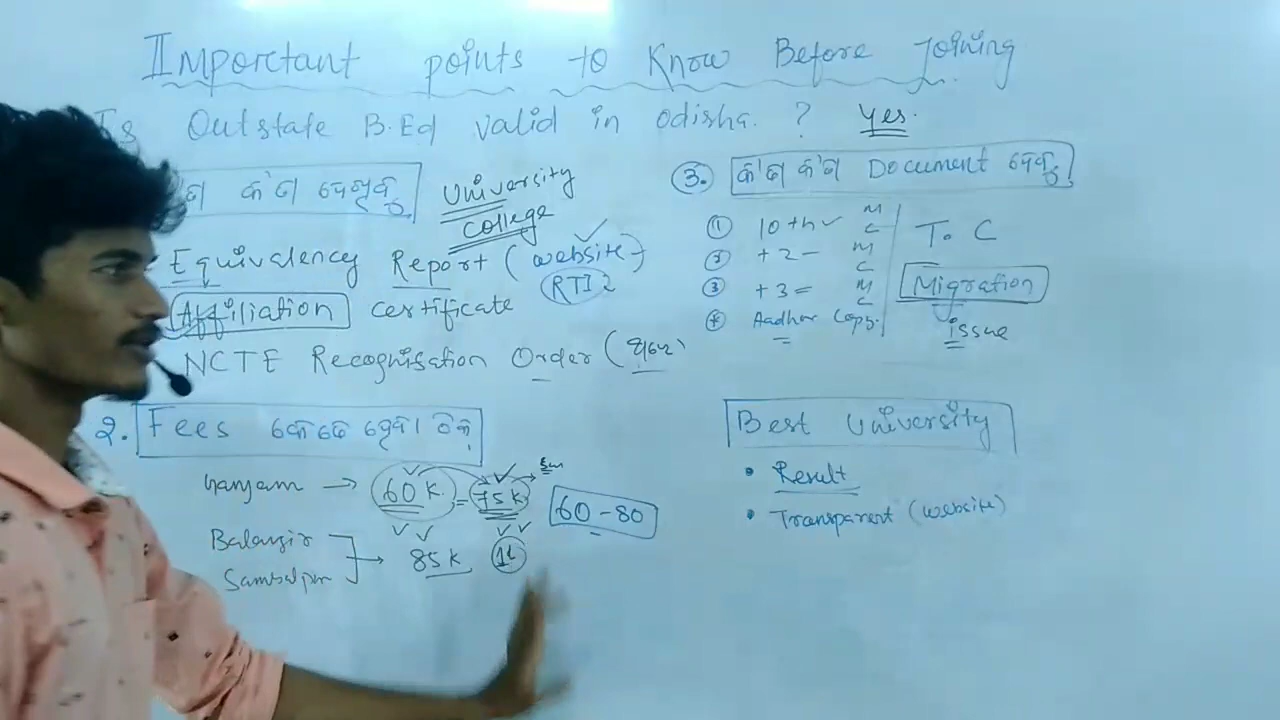 Important points to Know Before Joining
Is Outstate B.Ed valid in odisha. ? Yes.
କ'ଣ ଦେଖିବୁ
University
College
Equivalency Report (website)
RTI
Affiliation certificate
NCTE Recognisation Order
2. Fees କେତେ
Ganjam → 60 K. = 75 K.
60 - 80
Balangir
Sambalpur → 85 K 1L
3. କ'ଣ କ'ଣ Document ନେବୁ
① 10th M C
② +2 - M C
③ +3 = M C
④ Aadhar Copy.
T. C
Migration
issue
Best University
• Result
• Transparent (website)